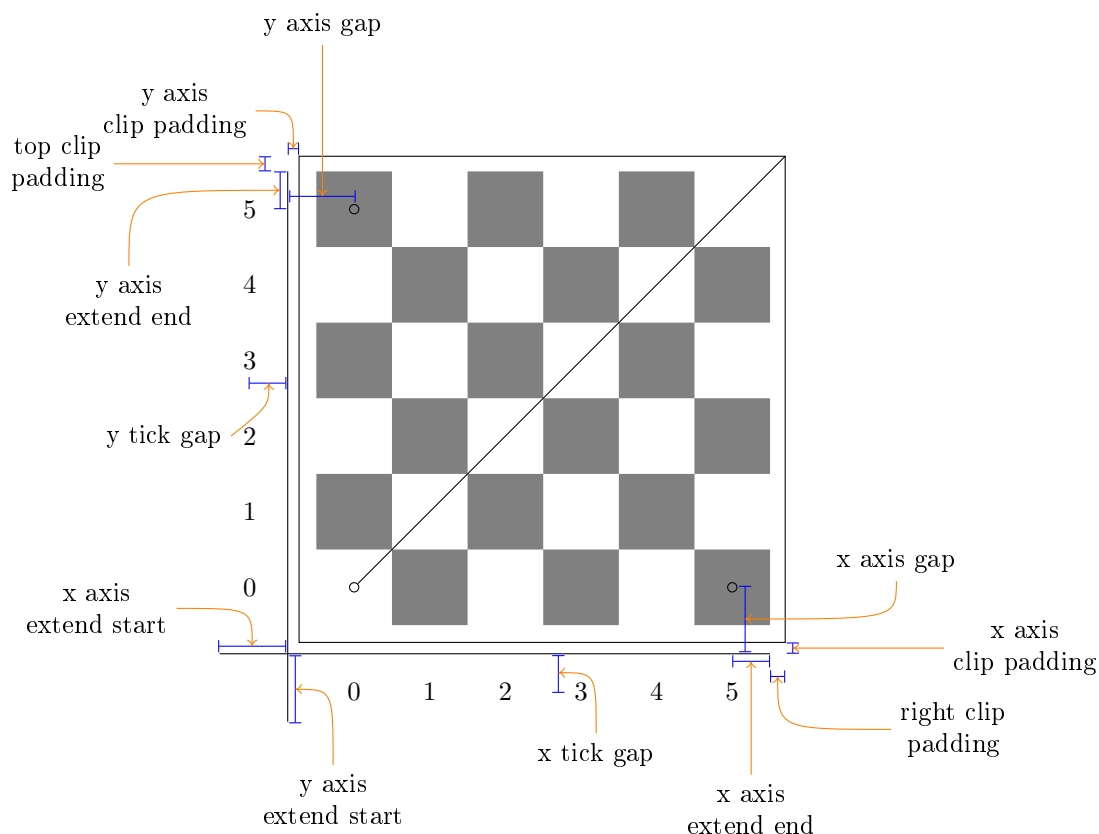 y axis gap
y axis
clip padding
top clip
padding
5
4
y axis
extend end
3
y tick gap
2
1
x axis gap
0
x axis
extend start
x axis
clip padding
0 1 2 3 4 5
right clip
padding
x tick gap
y axis
extend start
x axis
extend end